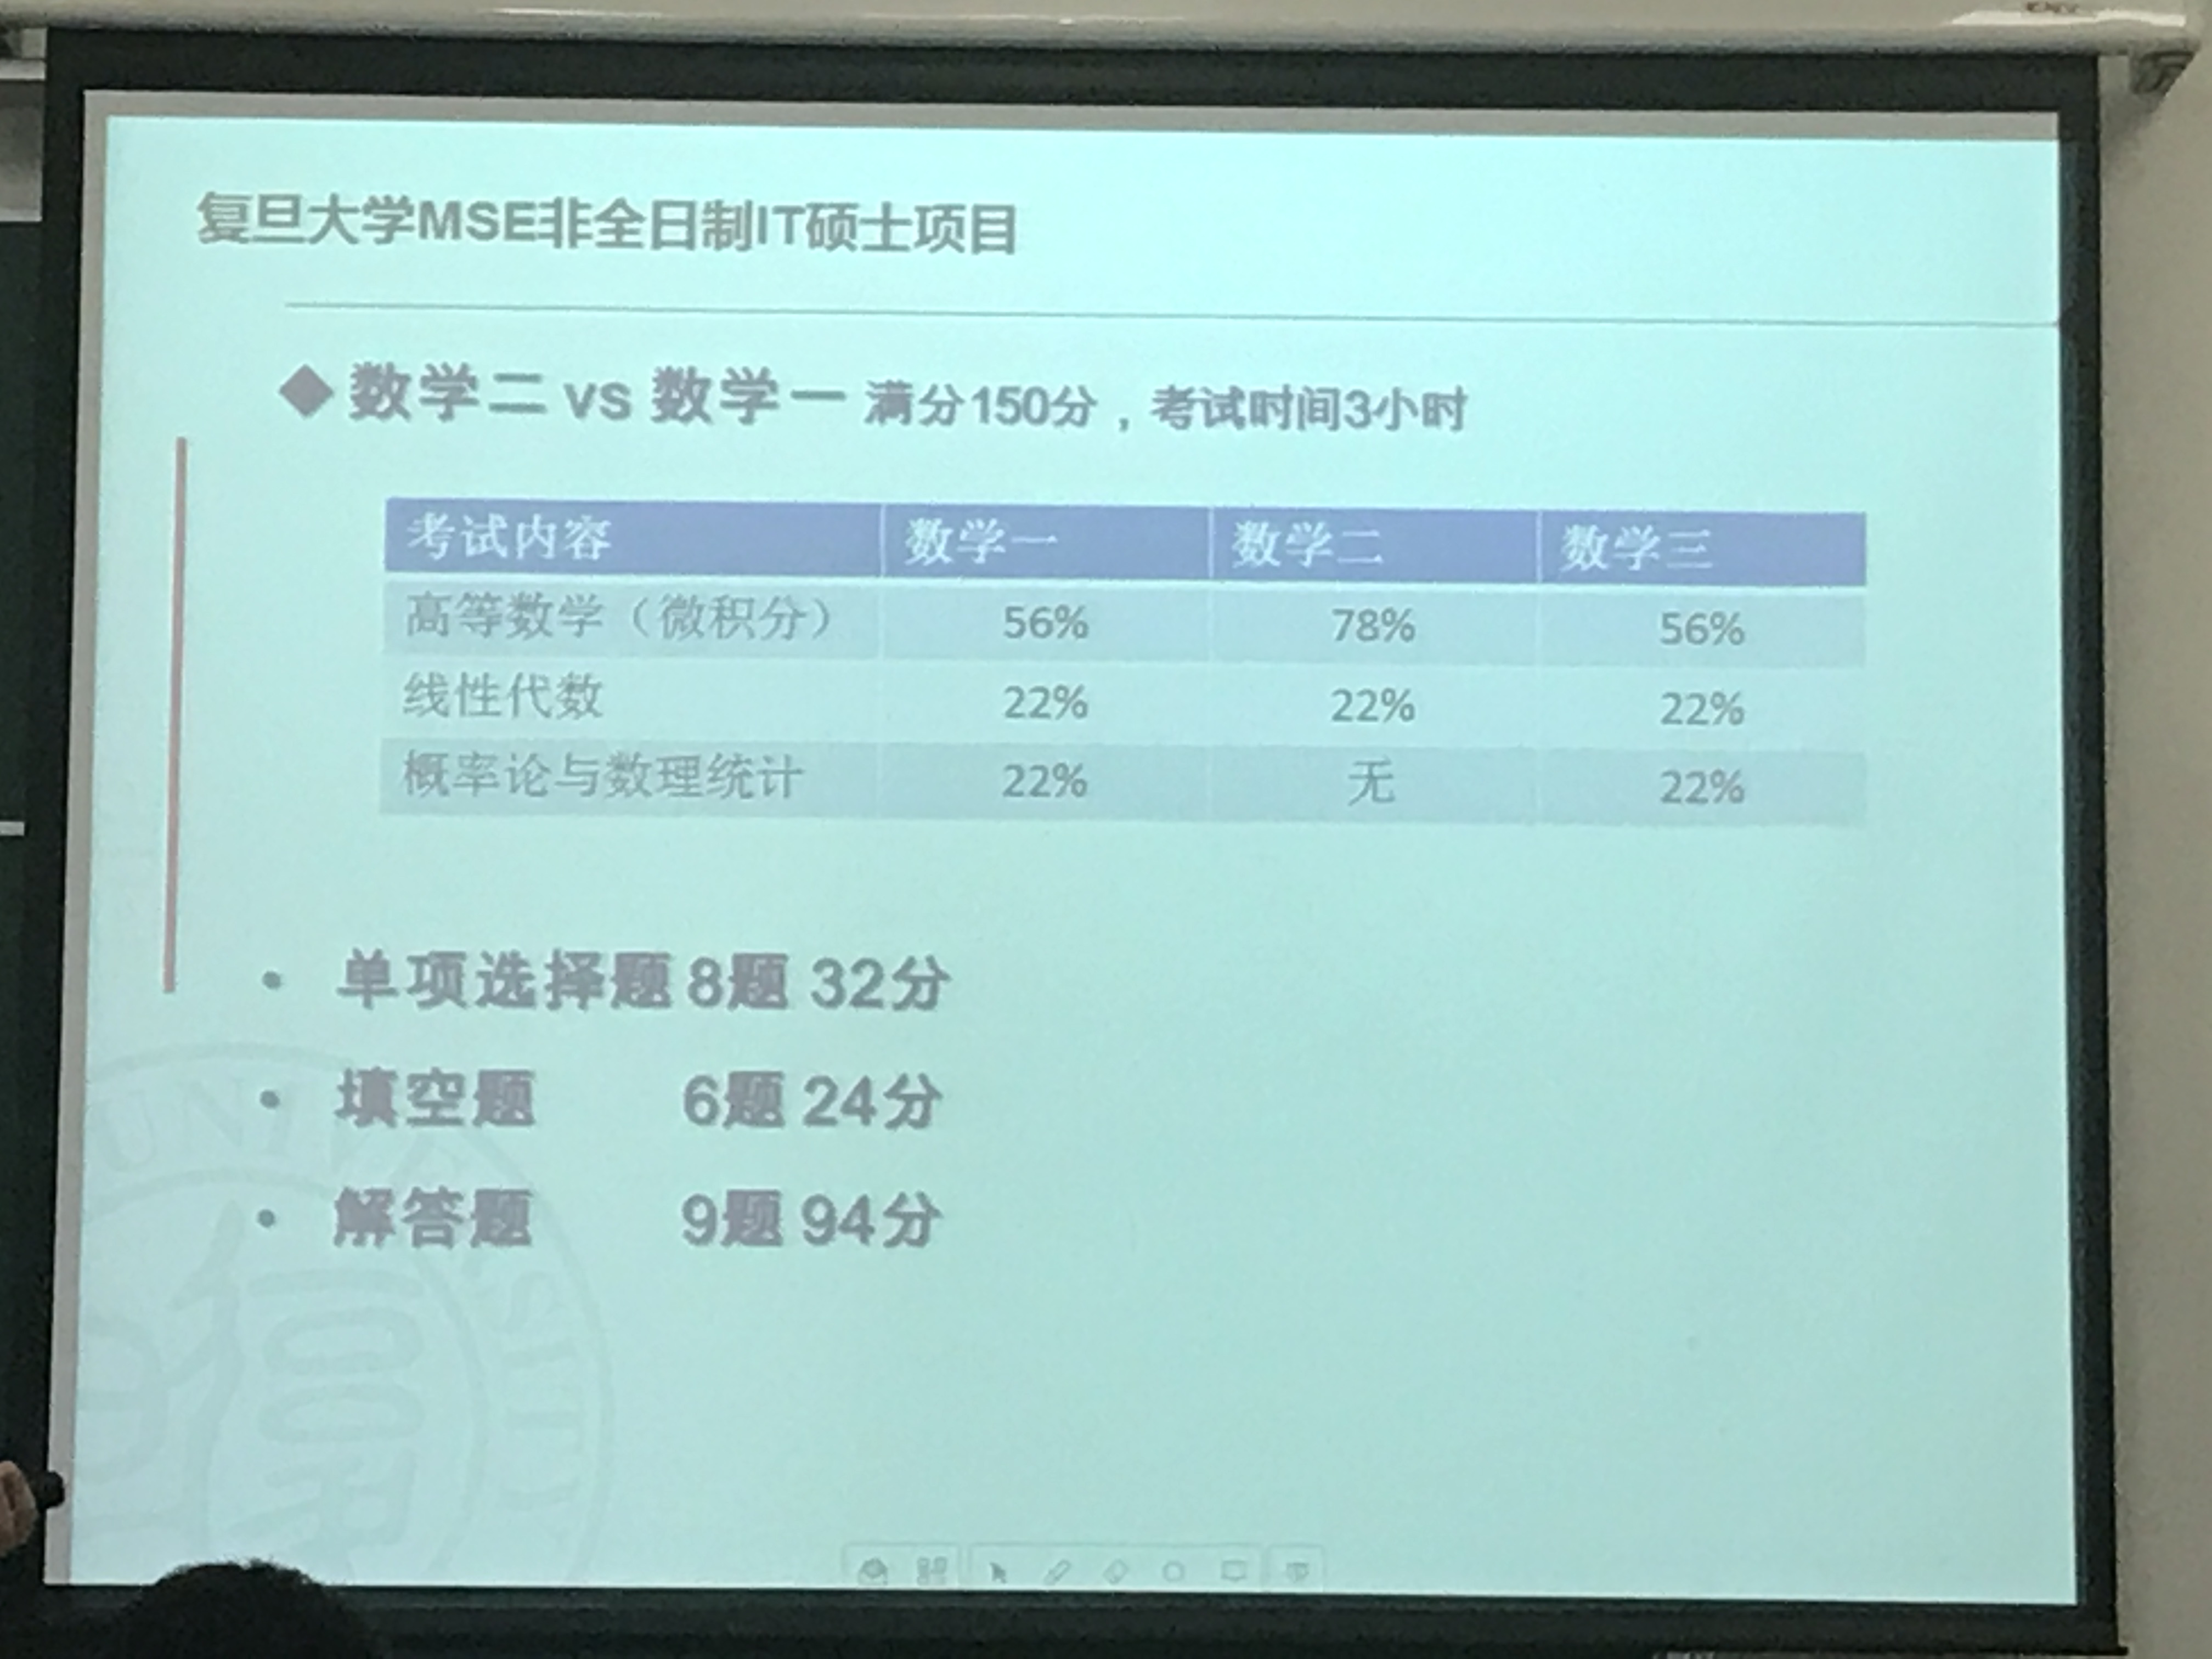 复旦大学MSE非全日制IT硕士项目
◆数学二 vs 数学一 满分150分，考试时间3小时
考试内容 数学一 数学二 数学三
高等数学（微积分） 56% 78% 56%
线性代数 22% 22% 22%
概率论与数理统计 22% 无 22%
• 单项选择题 8题 32分
• 填空题 6题 24分
• 解答题 9题 94分